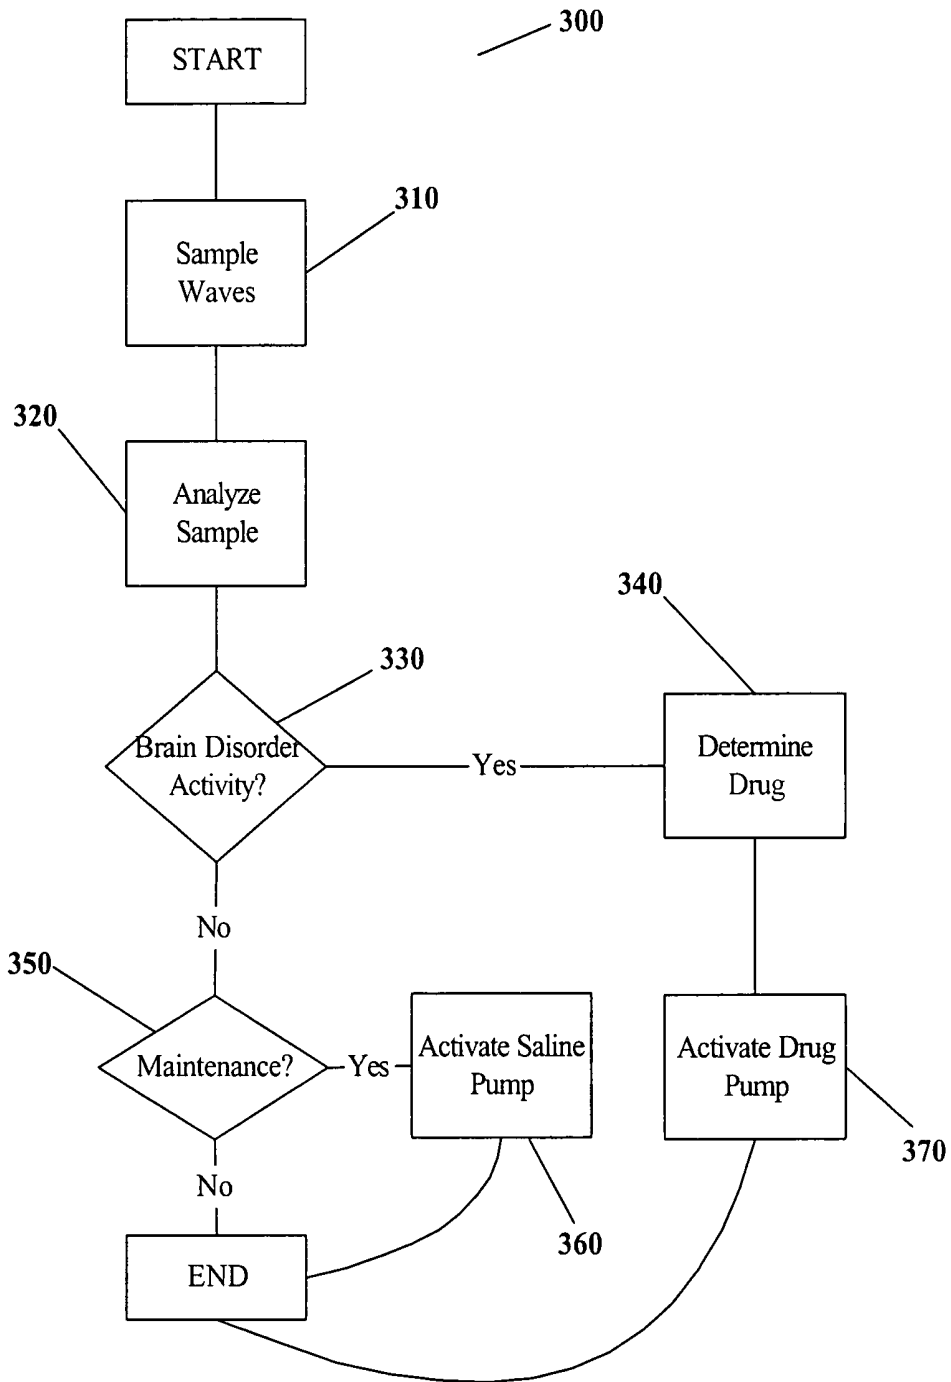 START
300
310
Sample
Waves
320
Analyze
Sample
330
340
Brain Disorder
Activity?
Yes
Determine
Drug
No
350
Maintenance?
Yes
Activate Saline
Pump
Activate Drug
Pump
370
No
360
END